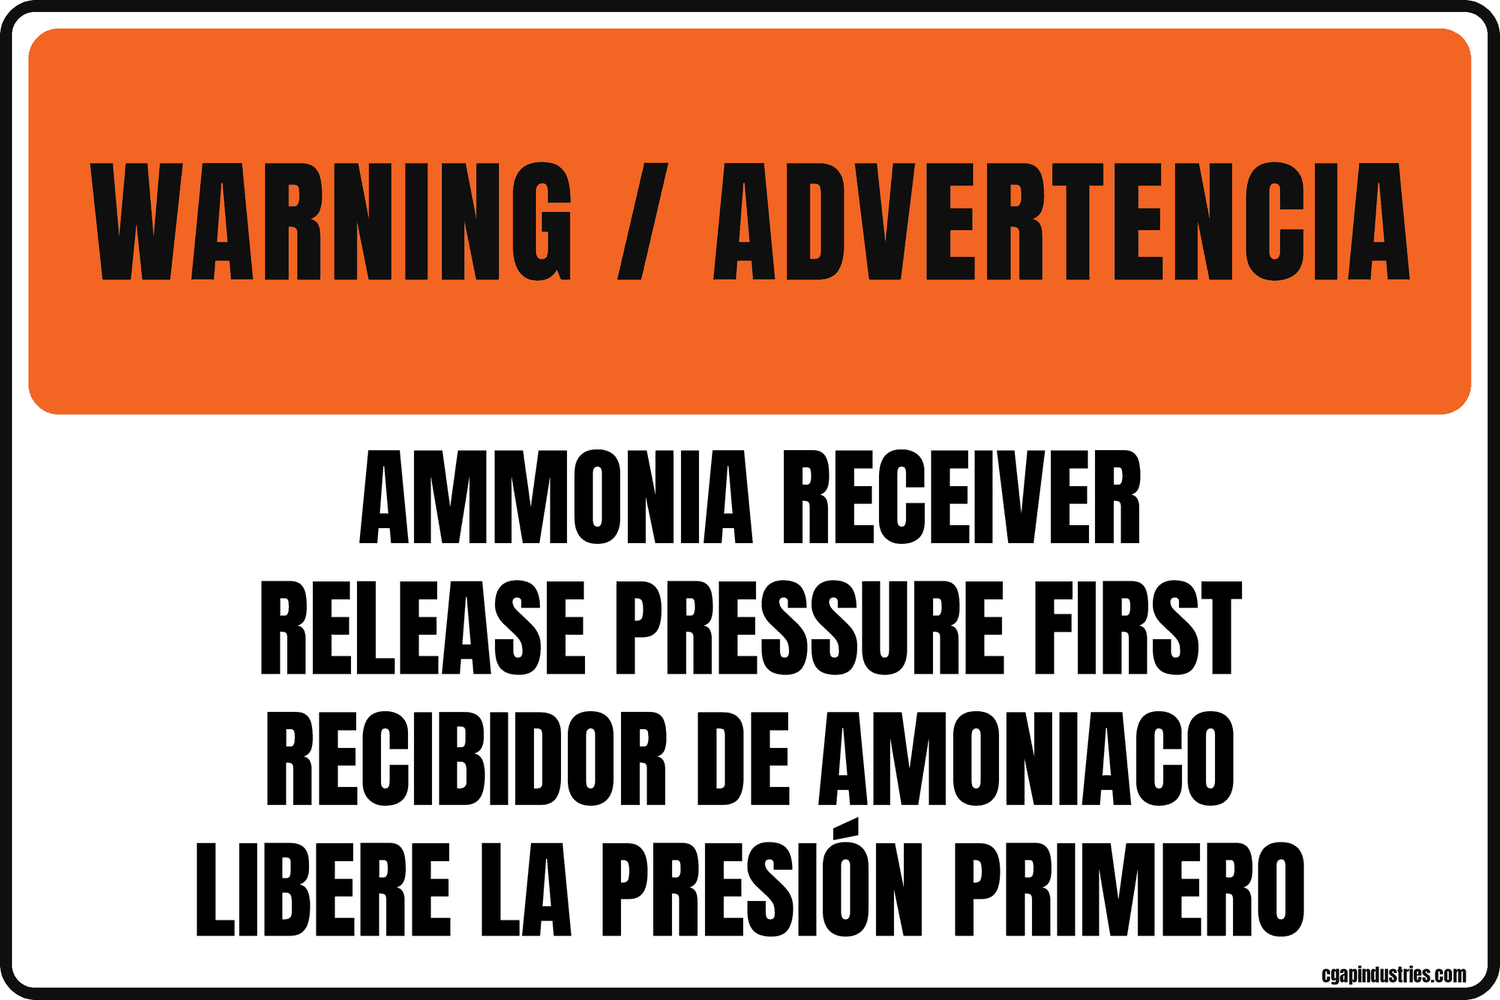 WARNING / ADVERTENCIA
AMMONIA RECEIVER
RELEASE PRESSURE FIRST
RECIBIDOR DE AMONIACO
LIBERE LA PRESIÓN PRIMERO
cgapindustries.com